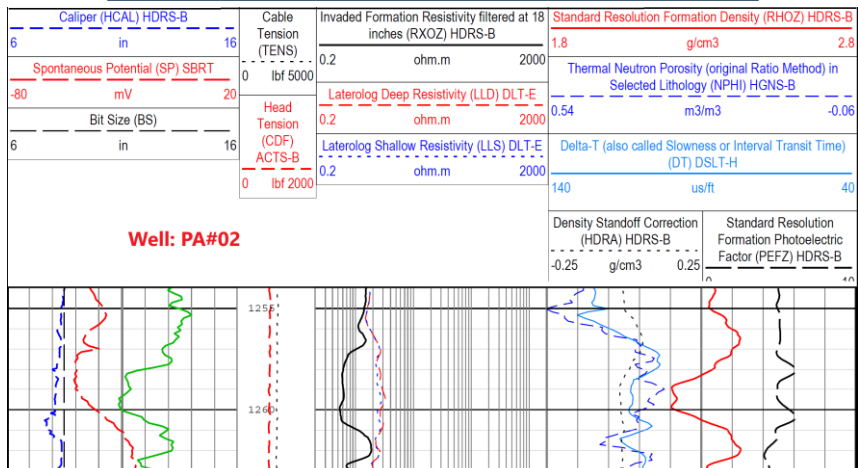 Caliper (HCAL) HDRS-B
6 in 16
Spontaneous Potential (SP) SBRT
-80 mV 20
Bit Size (BS)
6 in 16
Cable
Tension
(TENS)
0 lbf 5000
Head
Tension
(CDF)
ACTS-B
0 lbf 2000
Invaded Formation Resistivity filtered at 18
inches (RXOZ) HDRS-B
0.2 ohm.m 2000
Laterolog Deep Resistivity (LLD) DLT-E
0.2 ohm.m 2000
Laterolog Shallow Resistivity (LLS) DLT-E
0.2 ohm.m 2000
Standard Resolution Formation Density (RHOZ) HDRS-B
1.8 g/cm3 2.8
Thermal Neutron Porosity (original Ratio Method) in
Selected Lithology (NPHI) HGNS-B
0.54 m3/m3 -0.06
Delta-T (also called Slowness or Interval Transit Time)
(DT) DSLT-H
140 us/ft 40
Density Standoff Correction
(HDRA) HDRS-B
-0.25 g/cm3 0.25
Standard Resolution
Formation Photoelectric
Factor (PEFZ) HDRS-B
Well: PA#02
1255
1260